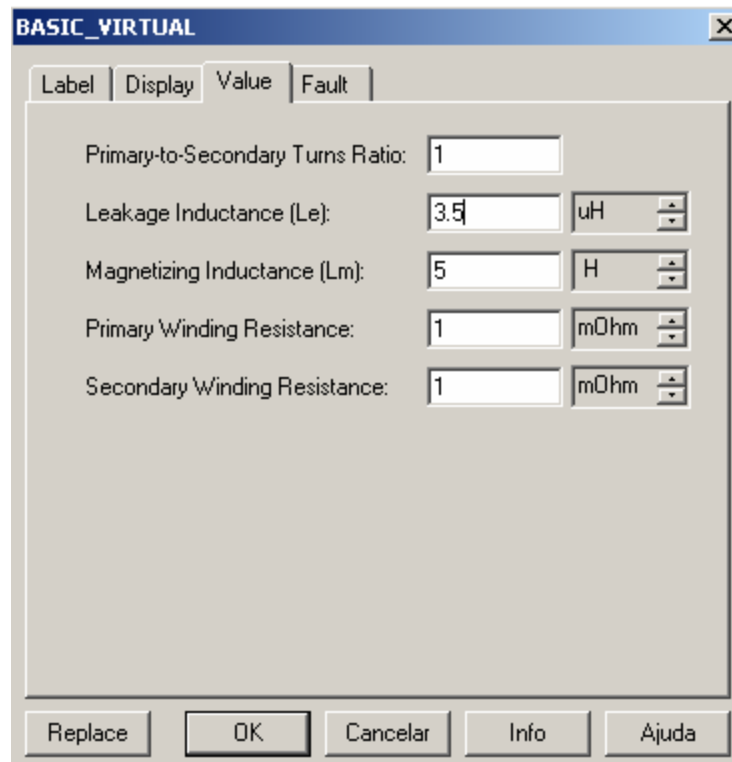 BASIC_VIRTUAL
Label Display Value Fault
Primary-to-Secondary Turns Ratio: 1
Leakage Inductance (Le): 3.5 uH
Magnetizing Inductance (Lm): 5 H
Primary Winding Resistance: 1 mOhm
Secondary Winding Resistance: 1 mOhm
Replace OK Cancelar Info Ajuda